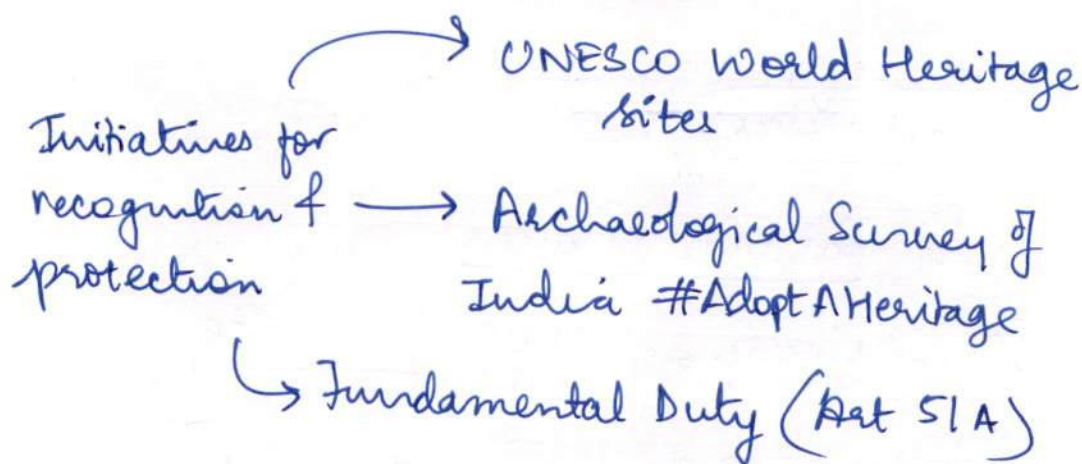 Initiatives for
recognition &
protection
UNESCO World Heritage
sites
Archaeological Survey of
India #AdoptAHeritage
Fundamental Duty (Art 51A)